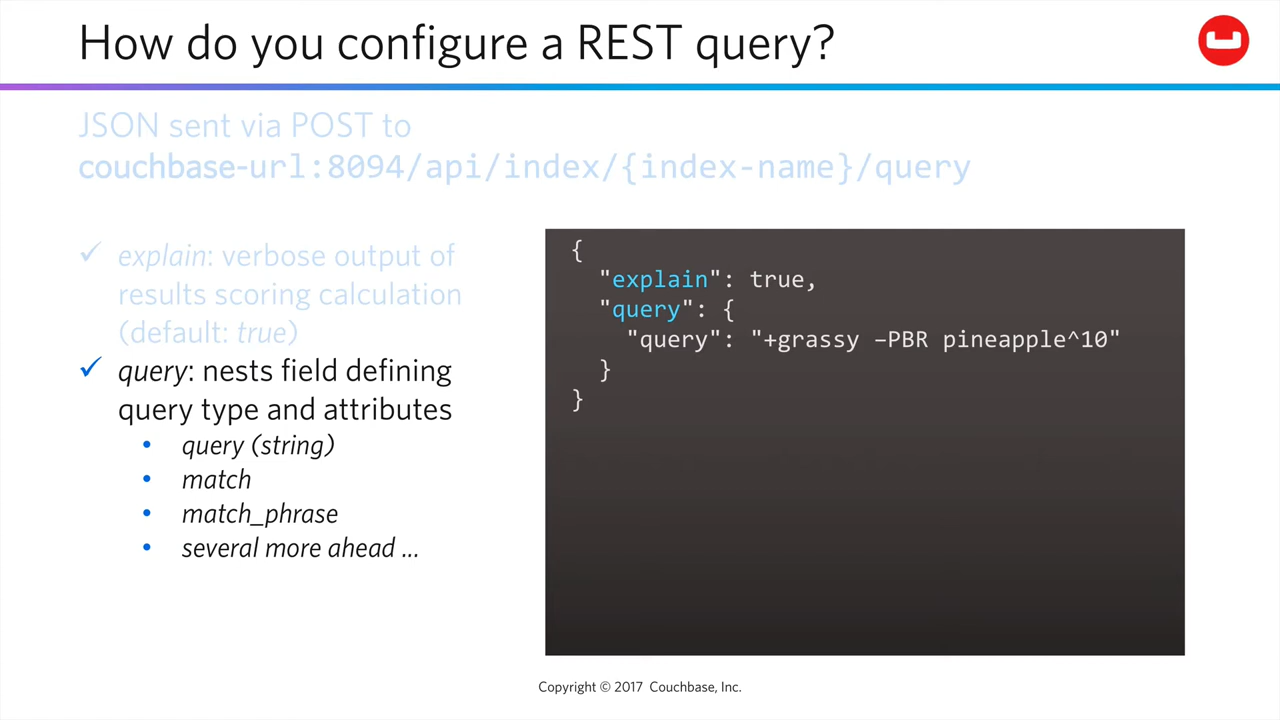 How do you configure a REST query?
JSON sent via POST to
couchbase-url:8094/api/index/{index-name}/query
✓ explain: verbose output of
results scoring calculation
(default: true)
✓ query: nests field defining
query type and attributes
• query (string)
• match
• match_phrase
• several more ahead ...
{
"explain": true,
"query": {
"query": "+grassy –PBR pineapple^10"
}
}
Copyright © 2017 Couchbase, Inc.